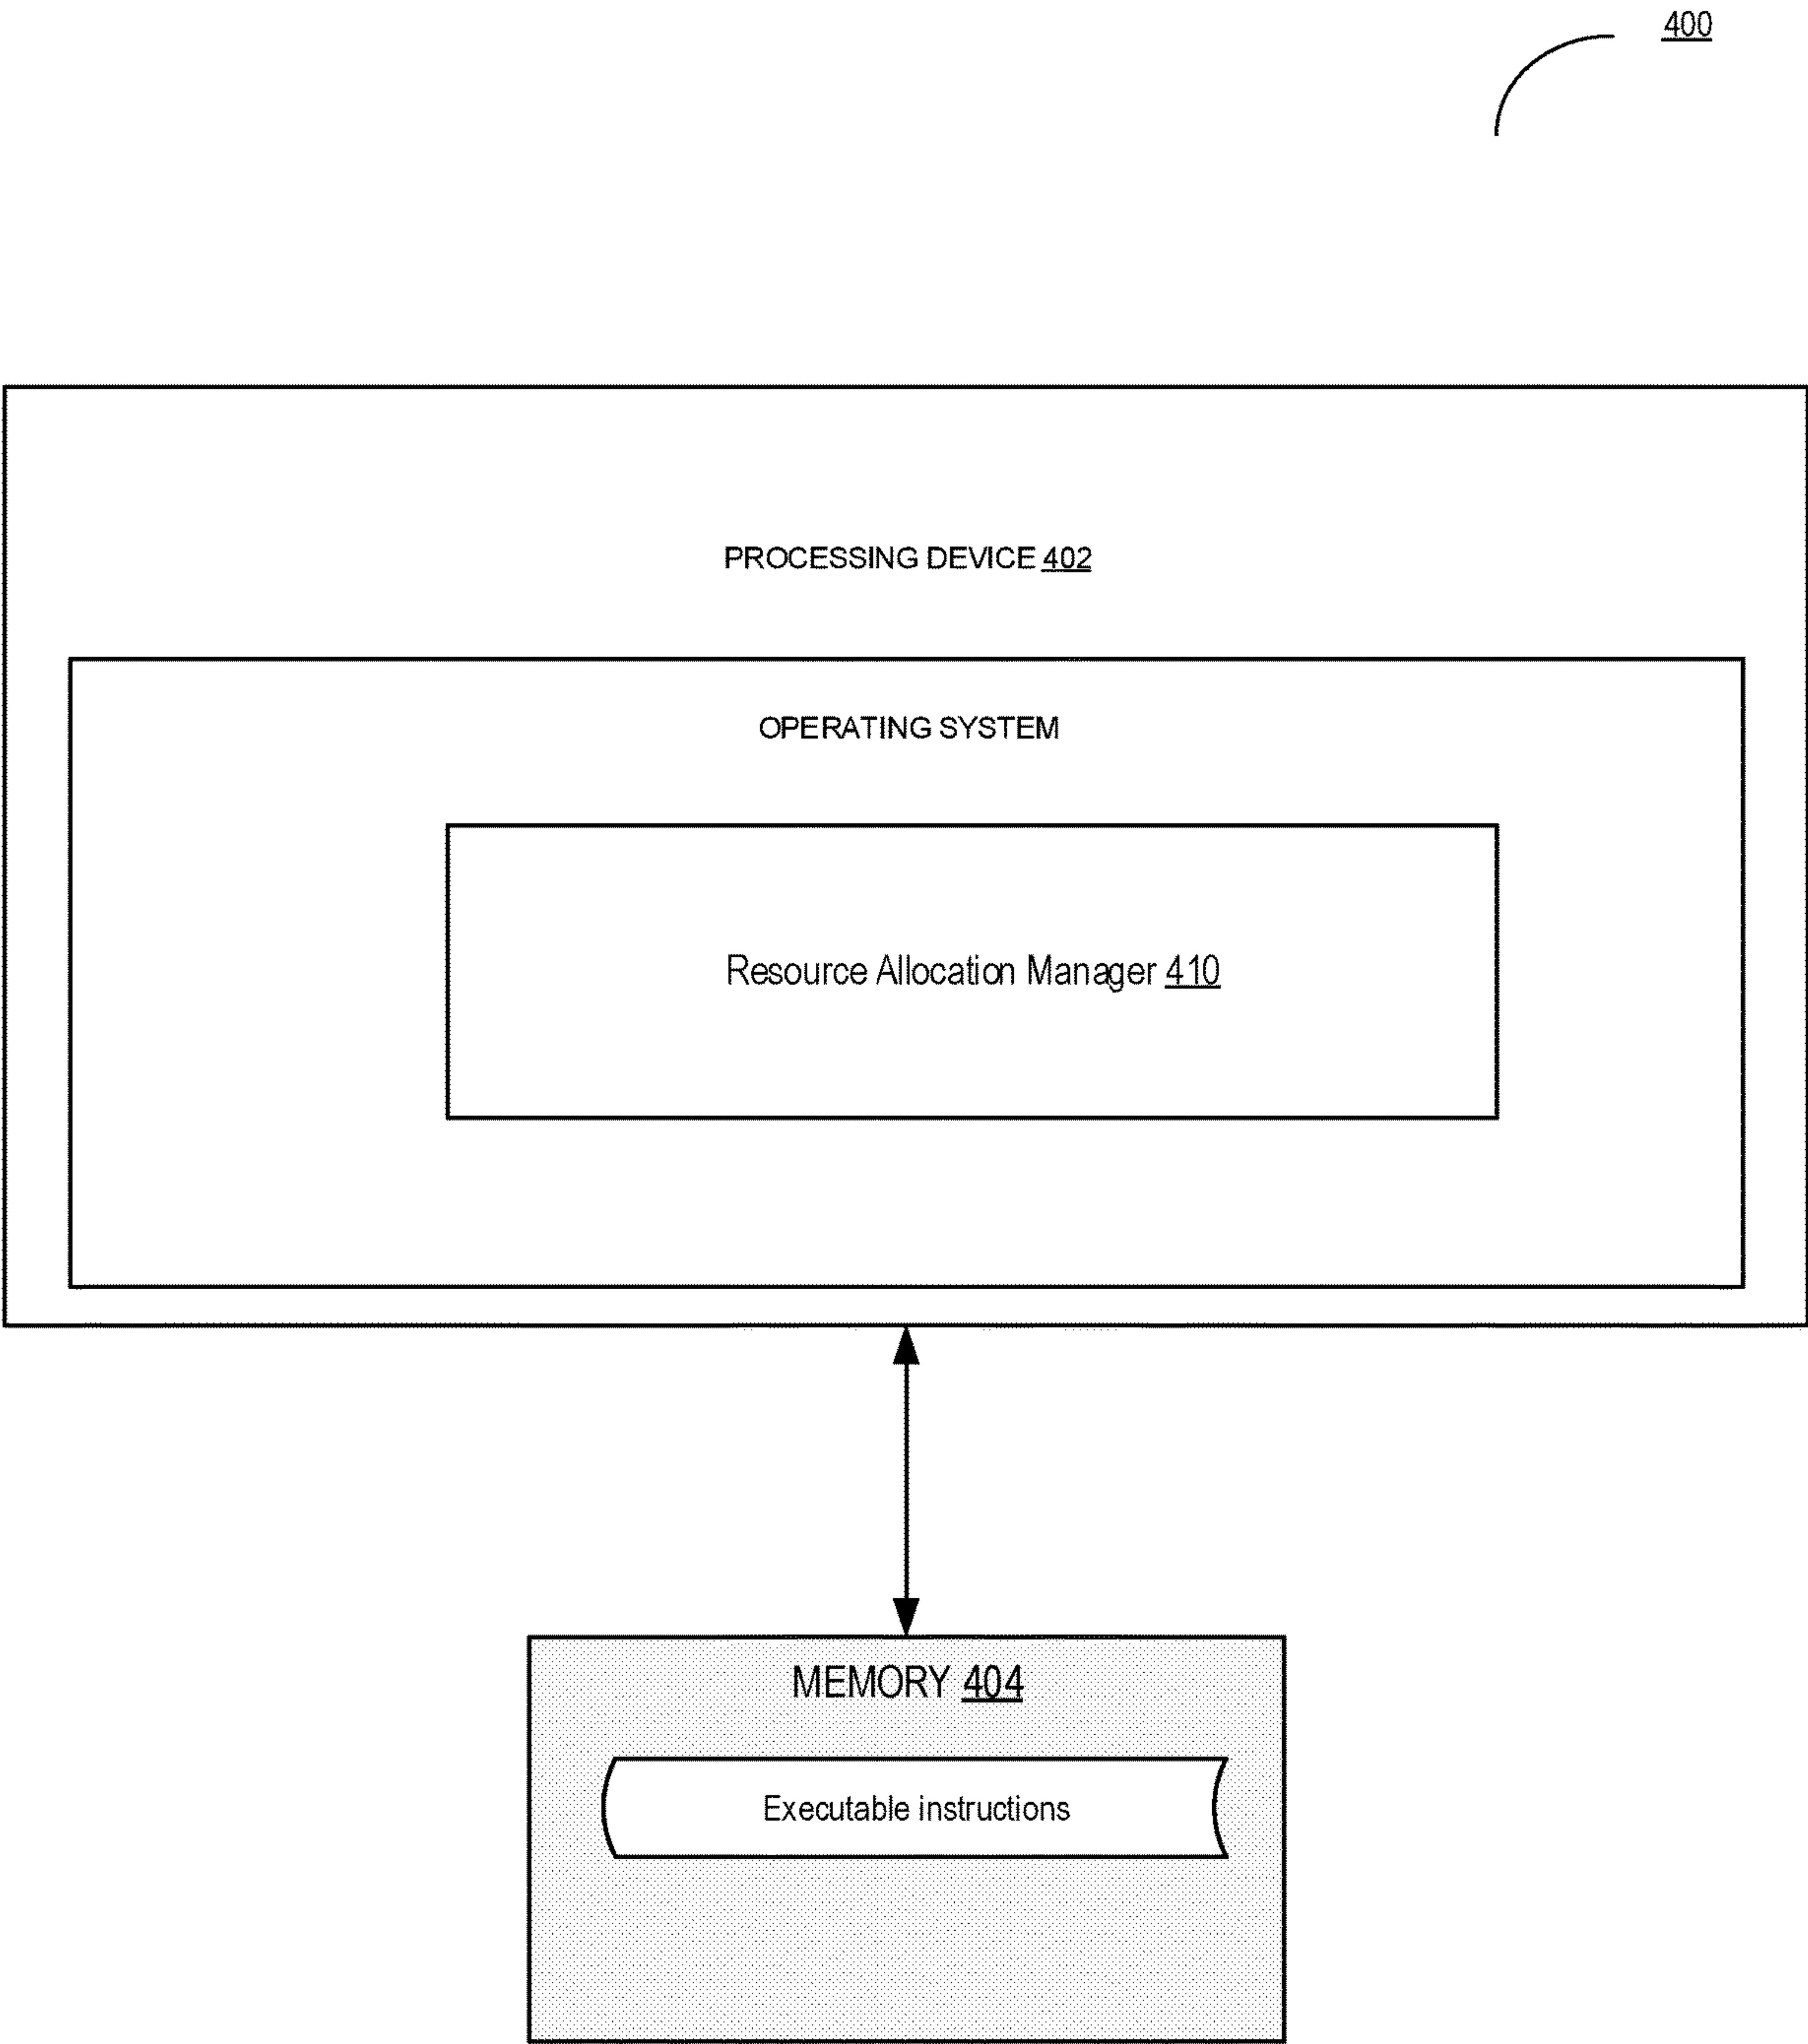 400
PROCESSING DEVICE 402
OPERATING SYSTEM
Resource Allocation Manager 410
MEMORY 404
Executable instructions